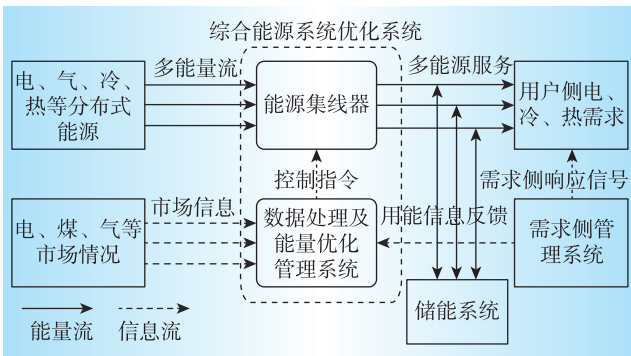 综合能源系统优化系统
电、气、冷、
热等分布式
能源
多能量流
能源集线器
多能源服务
用户侧电、
冷、热需求
控制指令
需求侧响应信号
电、煤、气等
市场情况
市场信息
数据处理及
能量优化
管理系统
用能信息反馈
需求侧管
理系统
储能系统
能量流
信息流